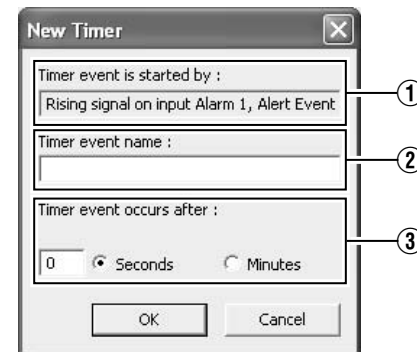 New Timer
Timer event is started by :
Rising signal on input Alarm 1, Alert Event
①
Timer event name :
②
Timer event occurs after :
③
0 Seconds Minutes
OK Cancel